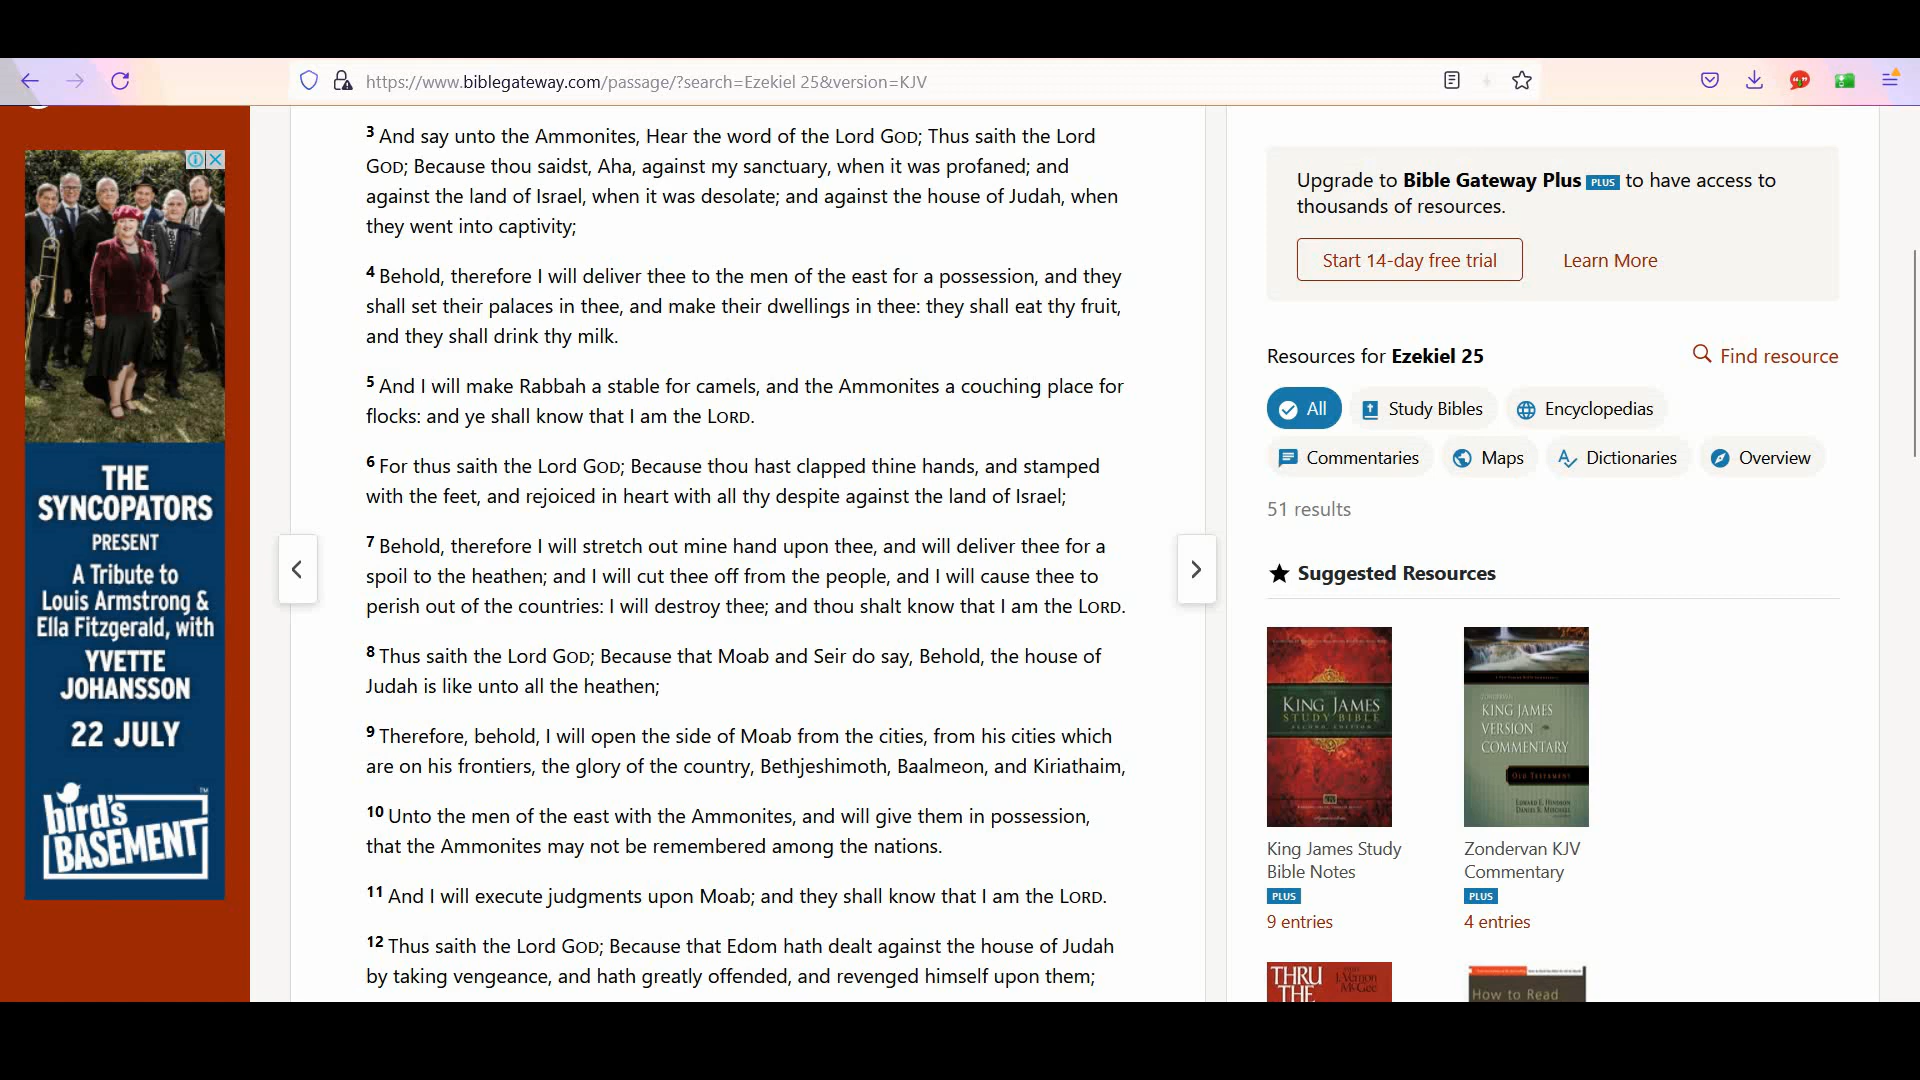 https://www.biblegateway.com/passage/?search=Ezekiel 25&version=KJV
THE
SYNCOPATORS
PRESENT
A Tribute to
Louis Armstrong &
Ella Fitzgerald, with
YVETTE
JOHANSSON
22 JULY
bird's
BASEMENT
TM
3 And say unto the Ammonites, Hear the word of the Lord GOD; Thus saith the Lord
GOD; Because thou saidst, Aha, against my sanctuary, when it was profaned; and
against the land of Israel, when it was desolate; and against the house of Judah, when
they went into captivity;
4 Behold, therefore I will deliver thee to the men of the east for a possession, and they
shall set their palaces in thee, and make their dwellings in thee: they shall eat thy fruit,
and they shall drink thy milk.
5 And I will make Rabbah a stable for camels, and the Ammonites a couching place for
flocks: and ye shall know that I am the LORD.
6 For thus saith the Lord GOD; Because thou hast clapped thine hands, and stamped
with the feet, and rejoiced in heart with all thy despite against the land of Israel;
7 Behold, therefore I will stretch out mine hand upon thee, and will deliver thee for a
spoil to the heathen; and I will cut thee off from the people, and I will cause thee to
perish out of the countries: I will destroy thee; and thou shalt know that I am the LORD.
8 Thus saith the Lord GOD; Because that Moab and Seir do say, Behold, the house of
Judah is like unto all the heathen;
9 Therefore, behold, I will open the side of Moab from the cities, from his cities which
are on his frontiers, the glory of the country, Bethjeshimoth, Baalmeon, and Kiriathaim,
10 Unto the men of the east with the Ammonites, and will give them in possession,
that the Ammonites may not be remembered among the nations.
11 And I will execute judgments upon Moab; and they shall know that I am the LORD.
12 Thus saith the Lord GOD; Because that Edom hath dealt against the house of Judah
by taking vengeance, and hath greatly offended, and revenged himself upon them;
Upgrade to Bible Gateway Plus PLUS to have access to
thousands of resources.
Start 14-day free trial Learn More
Resources for Ezekiel 25 Find resource
All Study Bibles Encyclopedias
Commentaries Maps Dictionaries Overview
51 results
Suggested Resources
KING JAMES
STUDY BIBLE
SECOND EDITION
ZONDERVAN
KING JAMES
VERSION
COMMENTARY
OLD TESTAMENT
EDWARD E. HINDSON
DANIEL R. MITCHELL
King James Study
Bible Notes
PLUS
9 entries
Zondervan KJV
Commentary
PLUS
4 entries
THRU
THE
J. Vernon
McGee
How to Read